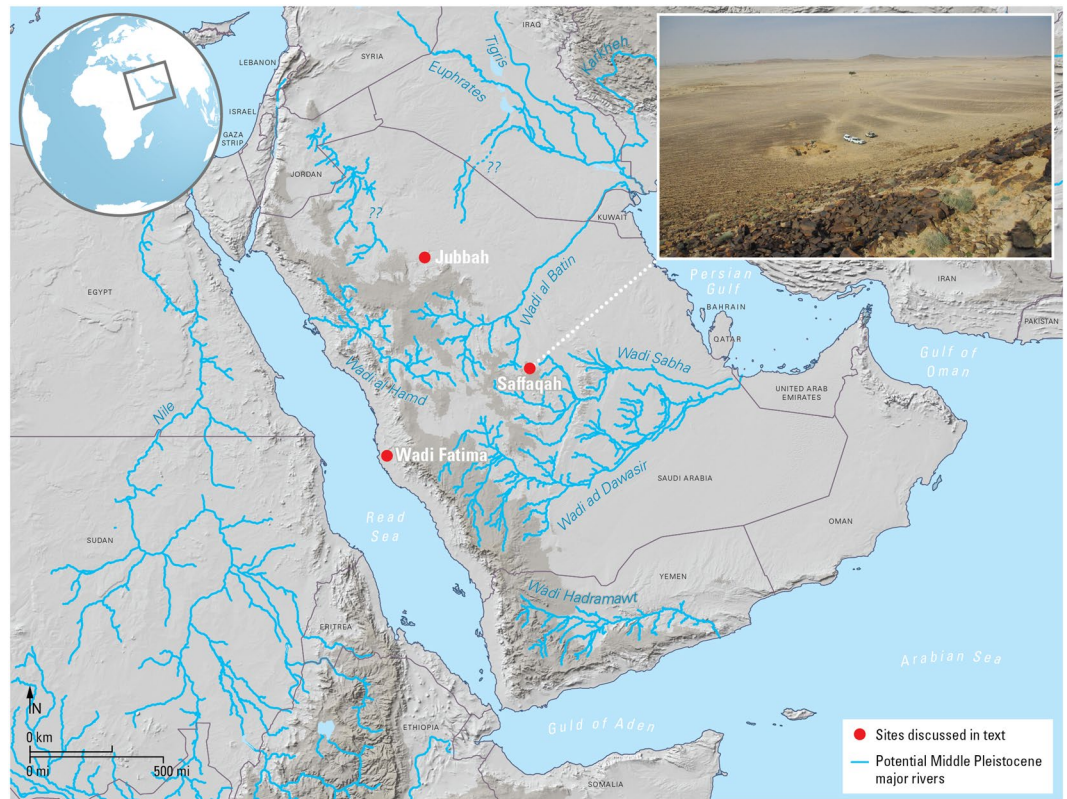 IRAQ
SYRIA
Tigris
Karkheh
LEBANON
Euphrates
ISRAEL
GAZA
STRIP
JORDAN
??
??
KUWAIT
Jubbah
Wadi al Batin
Persian
Gulf
IRAN
EGYPT
BAHRAIN
PAKISTAN
QATAR
Gulf of
Oman
Wadi Sabha
Saffaqah
Wadi al Hamd
UNITED ARAB
EMIRATES
Nile
Wadi Fatima
Wadi ad Dawasir
SAUDI ARABIA
Read
Sea
OMAN
SUDAN
YEMEN
Wadi Hadramawt
ERITREA
Arabian Sea
N
ETHIOPIA
Guld of Aden
0 km
0 mi
500 mi
SOMALIA
Sites discussed in text
Potential Middle Pleistocene
major rivers